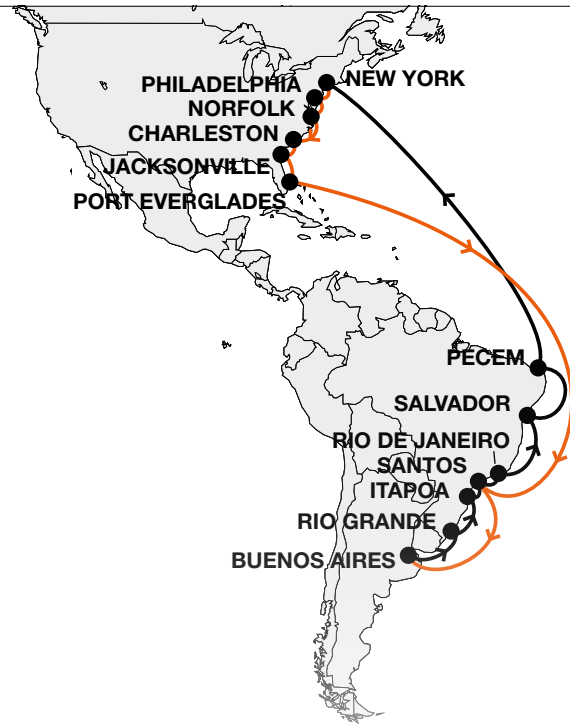 NEW YORK
PHILADELPHIA
NORFOLK
CHARLESTON
JACKSONVILLE
PORT EVERGLADES
PECEM
SALVADOR
RIO DE JANEIRO
SANTOS
ITAPOA
RIO GRANDE
BUENOS AIRES